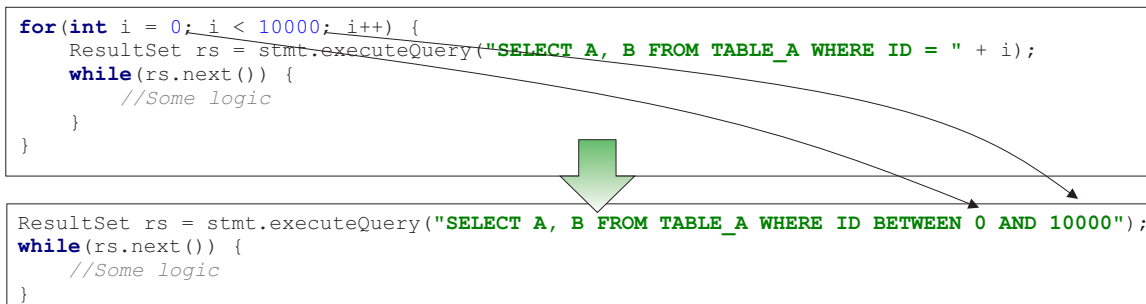 for(int i = 0; i < 10000; i++) {
    ResultSet rs = stmt.executeQuery("SELECT A, B FROM TABLE_A WHERE ID = " + i);
    while(rs.next()) {
        //Some logic
    }
}
ResultSet rs = stmt.executeQuery("SELECT A, B FROM TABLE_A WHERE ID BETWEEN 0 AND 10000");
while(rs.next()) {
    //Some logic
}